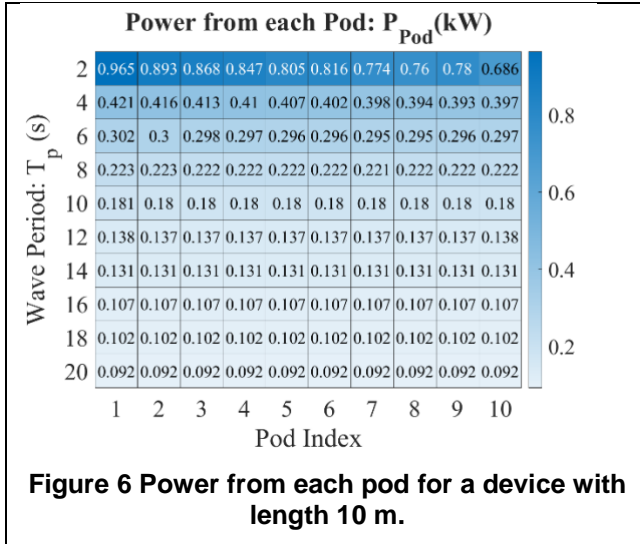 Power from each Pod: P_Pod(kW)
2 0.965 0.893 0.868 0.847 0.805 0.816 0.774 0.76 0.78 0.686
4 0.421 0.416 0.413 0.41 0.407 0.402 0.398 0.394 0.393 0.397
6 0.302 0.3 0.298 0.297 0.296 0.296 0.295 0.295 0.296 0.297
8 0.223 0.223 0.222 0.222 0.222 0.222 0.221 0.222 0.222 0.222
10 0.181 0.18 0.18 0.18 0.18 0.18 0.18 0.18 0.18 0.18
12 0.138 0.137 0.137 0.137 0.137 0.137 0.137 0.137 0.137 0.138
14 0.131 0.131 0.131 0.131 0.131 0.131 0.131 0.131 0.131 0.131
16 0.107 0.107 0.107 0.107 0.107 0.107 0.107 0.107 0.107 0.107
18 0.102 0.102 0.102 0.102 0.102 0.102 0.102 0.102 0.102 0.102
20 0.092 0.092 0.092 0.092 0.092 0.092 0.092 0.092 0.092 0.092
1 2 3 4 5 6 7 8 9 10
Pod Index
Wave Period: T_p (s)
0.8
0.6
0.4
0.2
Figure 6 Power from each pod for a device with
length 10 m.